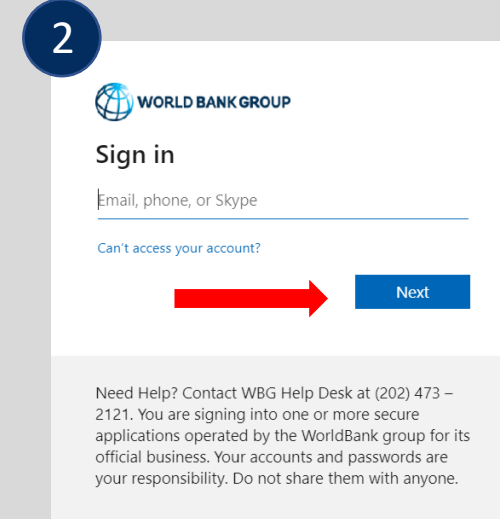 2
WORLD BANK GROUP
Sign in
Email, phone, or Skype
Can't access your account?
Next
Need Help? Contact WBG Help Desk at (202) 473 –
2121. You are signing into one or more secure
applications operated by the WorldBank group for its
official business. Your accounts and passwords are
your responsibility. Do not share them with anyone.